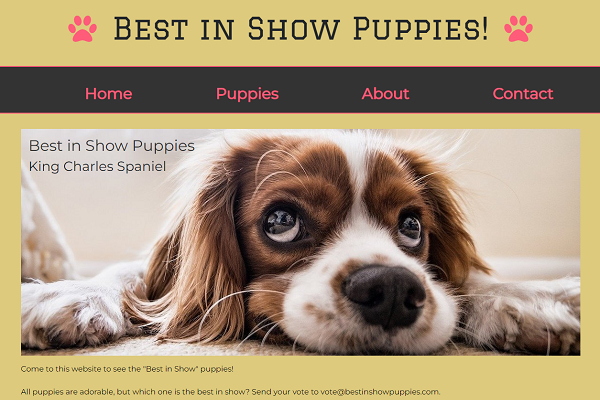 Best in Show Puppies!
Home Puppies About Contact
Best in Show Puppies
King Charles Spaniel
Come to this website to see the "Best in Show" puppies!
All puppies are adorable, but which one is the best in show? Send your vote to vote@bestinshowpuppies.com.